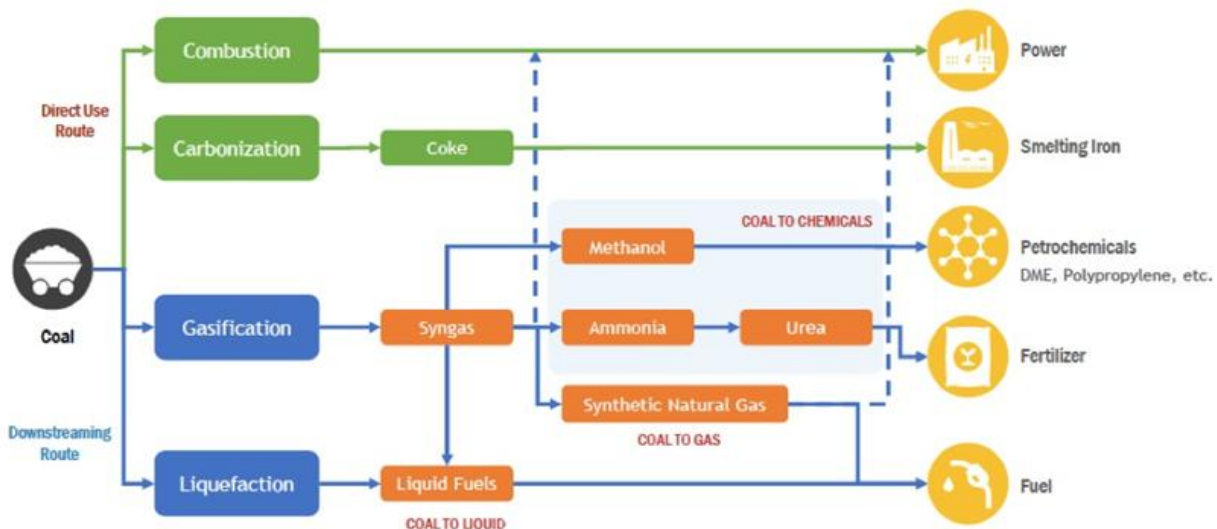 Combustion
Power
Direct Use
Route
Carbonization
Coke
Smelting Iron
COAL TO CHEMICALS
Methanol
Petrochemicals
DME, Polypropylene, etc.
Coal
Gasification
Syngas
Ammonia
Urea
Fertilizer
Synthetic Natural Gas
COAL TO GAS
Downstreaming
Route
Liquefaction
Liquid Fuels
Fuel
COAL TO LIQUID